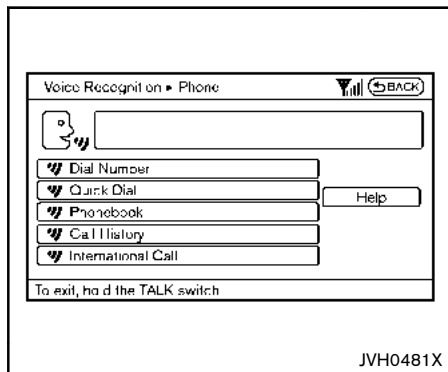 Voice Recognition ▸ Phone BACK
Dial Number
Quick Dial
Help
Phonebook
Call History
International Call
To exit, hold the TALK switch
JVH0481X